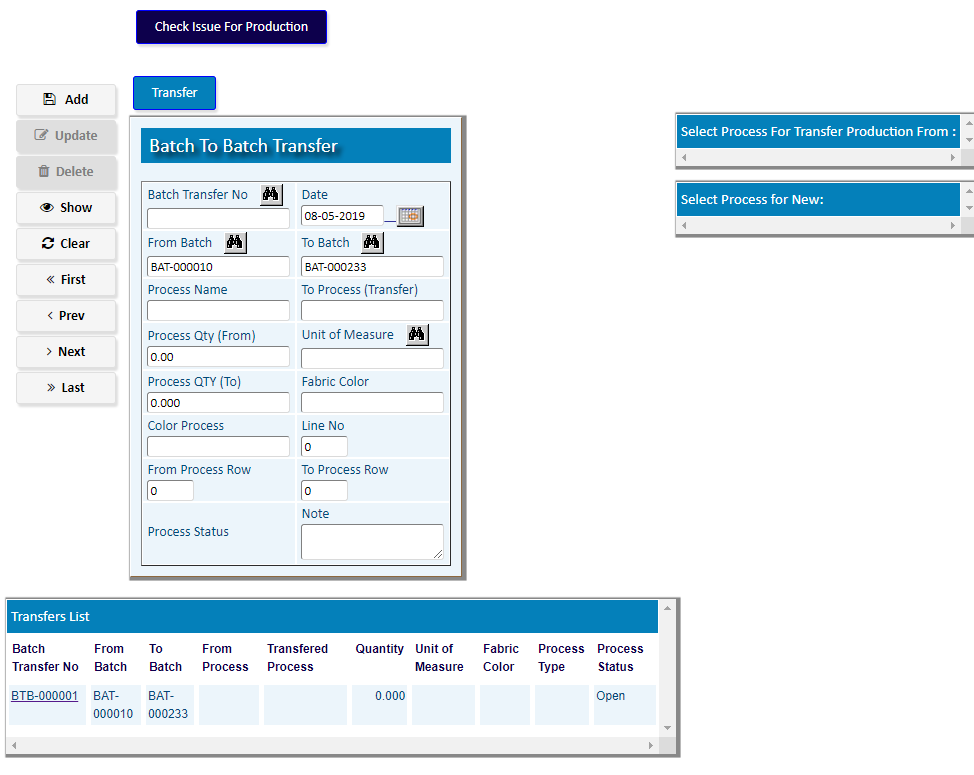 Check Issue For Production
Transfer
Add
Update
Delete
Show
Clear
First
Prev
Next
Last
Batch To Batch Transfer
Batch Transfer No
Date
08-05-2019
From Batch
To Batch
BAT-000010
BAT-000233
Process Name
To Process (Transfer)
Process Qty (From)
Unit of Measure
0.00
Process QTY (To)
Fabric Color
0.000
Color Process
Line No
0
From Process Row
To Process Row
0
0
Process Status
Note
Select Process For Transfer Production From :
Select Process for New:
Transfers List
Batch Transfer No
From Batch
To Batch
From Process
Transfered Process
Quantity
Unit of Measure
Fabric Color
Process Type
Process Status
BTB-000001
BAT-000010
BAT-000233
0.000
Open